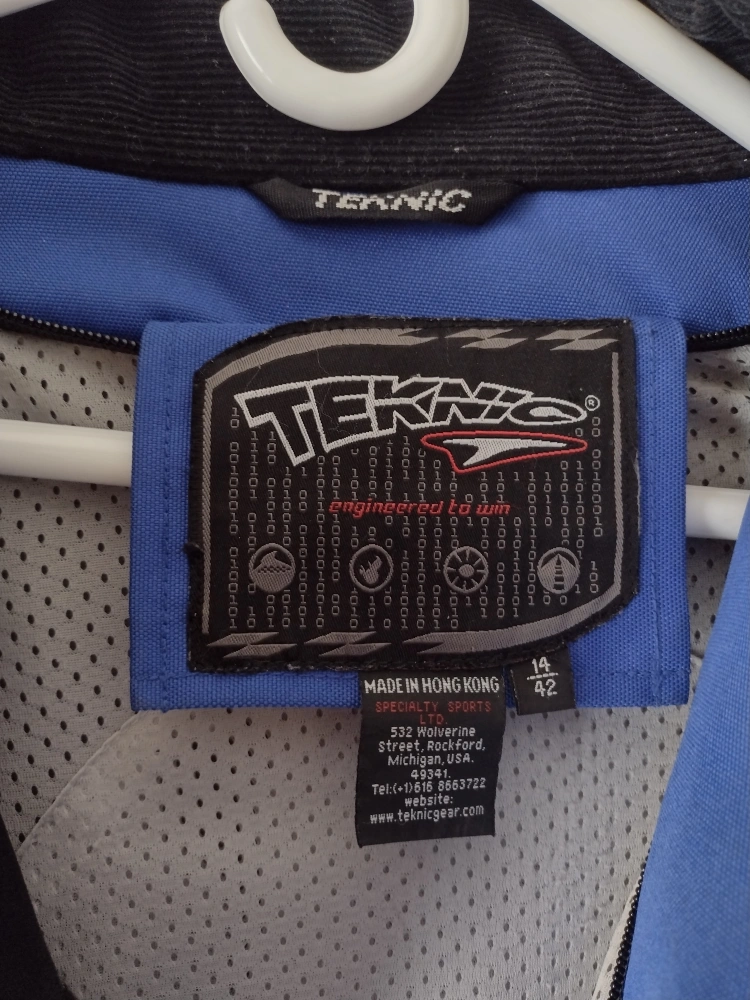 TEKNIC
TEKNIC®
engineered to win
14
42
MADE IN HONG KONG
SPECIALTY SPORTS
LTD.
532 Wolverine
Street, Rockford,
Michigan,USA.
49341.
Tel:(+1)616 8663722
website:
www.teknicgear.com